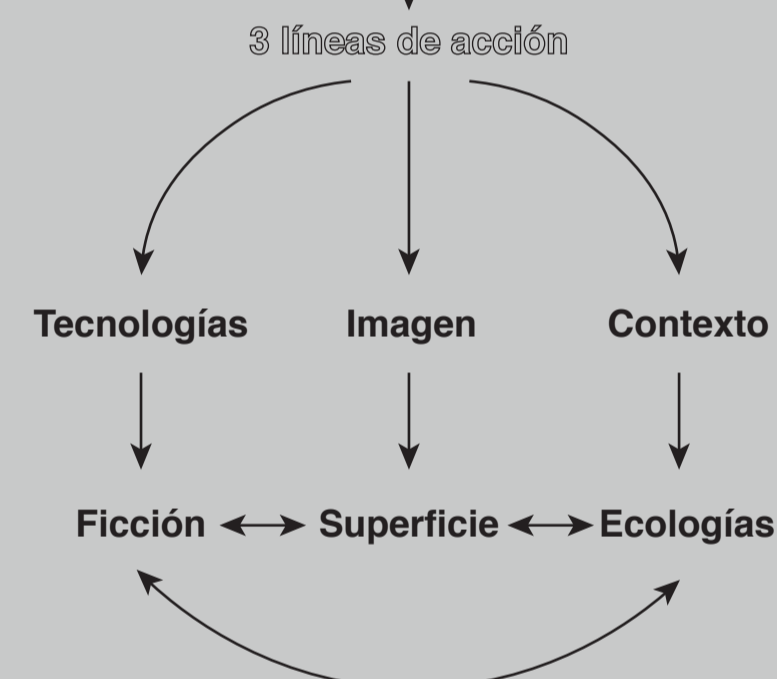 3 líneas de acción
Tecnologías Imagen Contexto
Ficción Superficie Ecologías